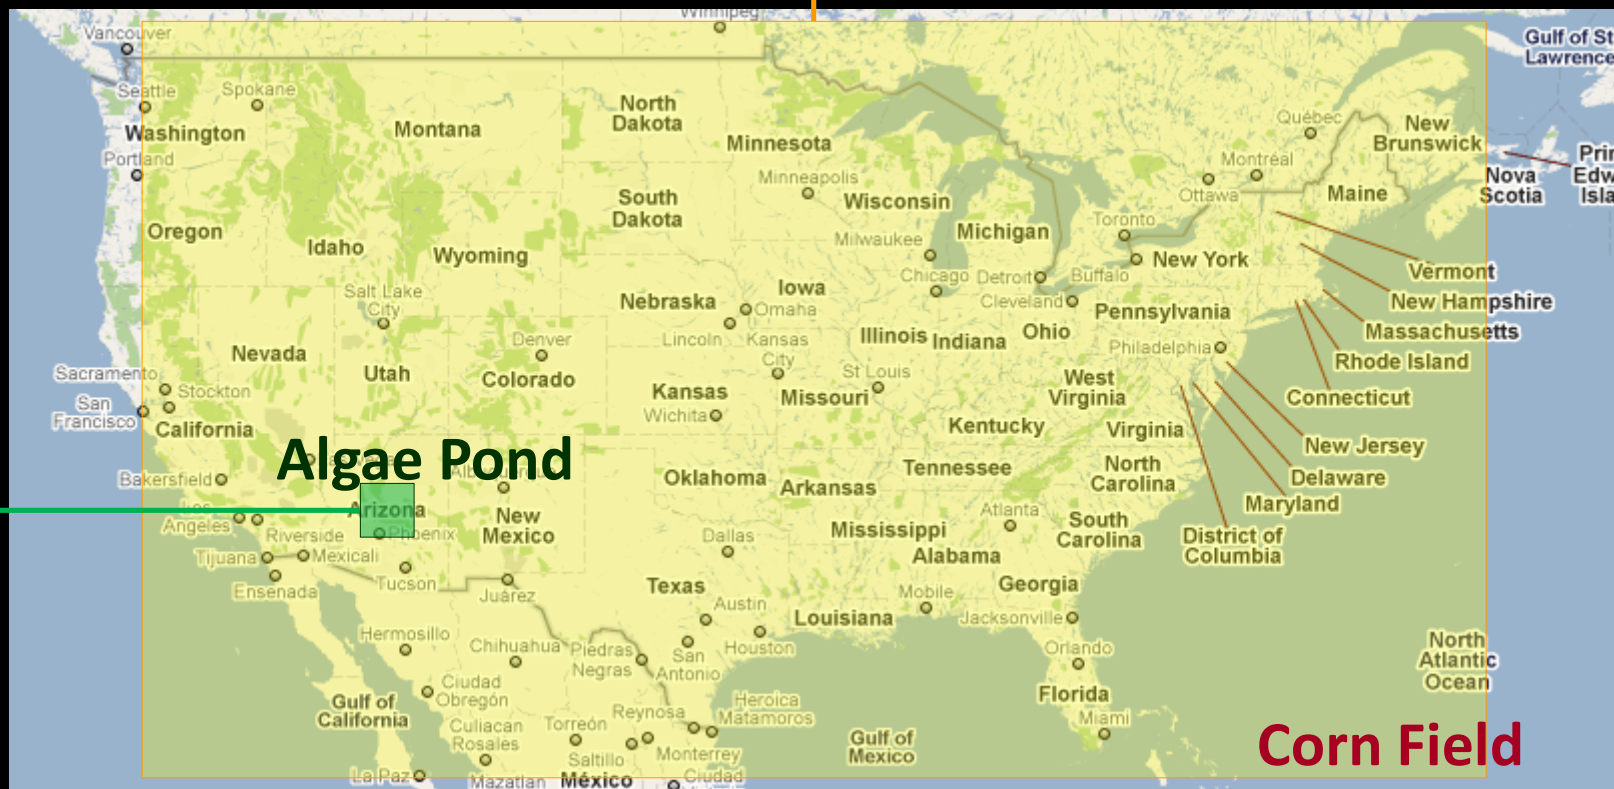 Winnipeg
Vancouver
Gulf of St
Lawrence
Seattle
Spokane
Washington
Montana
North
Dakota
Minnesota
Québec
New
Brunswick
Portland
Minneapolis
Montréal
Prin
Edw
Isla
Nova
Scotia
South
Dakota
Wisconsin
Ottawa
Maine
Oregon
Idaho
Wyoming
Milwaukee
Michigan
Toronto
New York
Vermont
Salt Lake
City
Nebraska
Iowa
Omaha
Chicago
Detroit
Buffalo
Cleveland
Pennsylvania
New Hampshire
Massachusetts
Nevada
Utah
Denver
Colorado
Lincoln
Kansas
City
Illinois
Indiana
Ohio
Philadelphia
Rhode Island
Sacramento
Stockton
San
Francisco
California
Kansas
Wichita
Missouri
St Louis
West
Virginia
Connecticut
Kentucky
Virginia
New Jersey
Algae Pond
Bakersfield
Oklahoma
Arkansas
Tennessee
North
Carolina
Delaware
Maryland
Los
Angeles
Arizona
Phoenix
Riverside
New
Mexico
Dallas
Mississippi
Alabama
Atlanta
South
Carolina
District of
Columbia
Tijuana
Mexicali
Tucson
Ensenada
Juárez
Texas
Austin
Georgia
Mobile
Louisiana
Jacksonville
Hermosillo
Chihuahua
Piedras
Negras
San
Antonio
Houston
Orlando
North
Atlantic
Ocean
Gulf of
California
Ciudad
Obregón
Culiacan
Rosales
Torreón
Reynosa
Heroica
Matamoros
Florida
Miami
Gulf of
Mexico
Corn Field
Saltillo
Monterrey
La Paz
Mazatlan
México
Ciudad